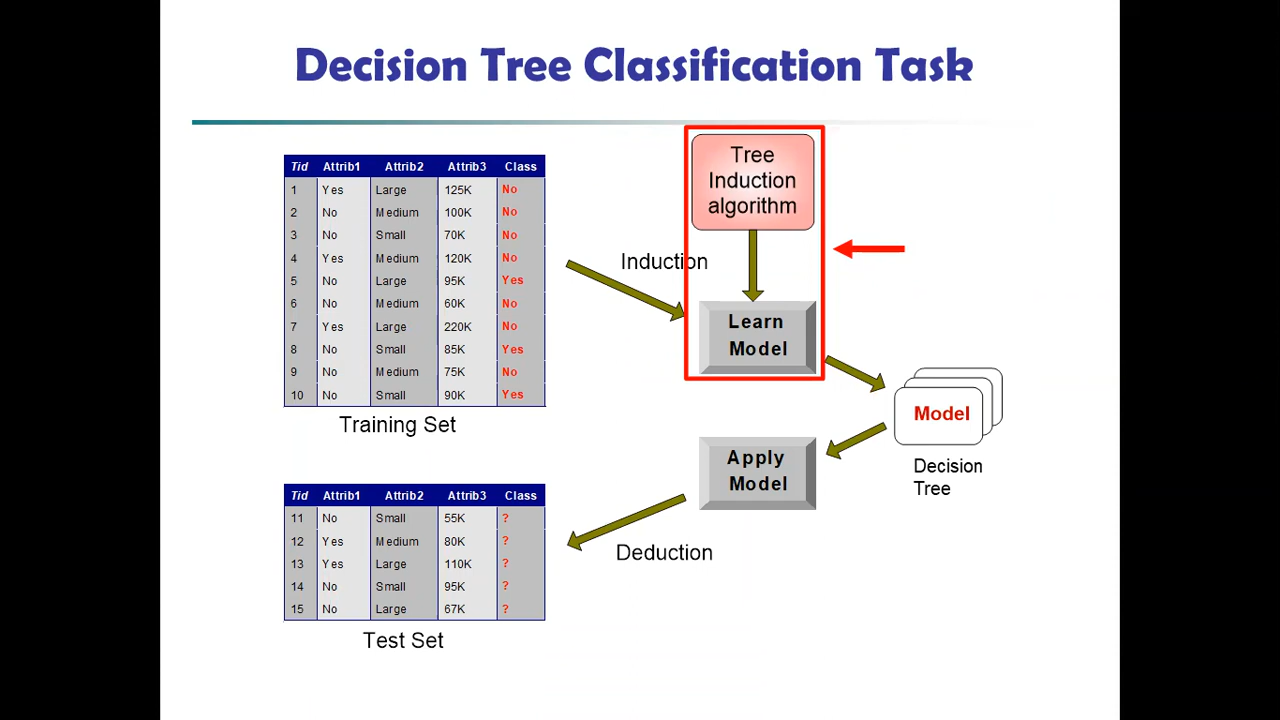 Decision Tree Classification Task
Tid Attrib1 Attrib2 Attrib3 Class
1 Yes Large 125K No
2 No Medium 100K No
3 No Small 70K No
4 Yes Medium 120K No
5 No Large 95K Yes
6 No Medium 60K No
7 Yes Large 220K No
8 No Small 85K Yes
9 No Medium 75K No
10 No Small 90K Yes
Training Set
Tree
Induction
algorithm
Induction
Learn
Model
Model
Decision
Tree
Apply
Model
Deduction
Tid Attrib1 Attrib2 Attrib3 Class
11 No Small 55K ?
12 Yes Medium 80K ?
13 Yes Large 110K ?
14 No Small 95K ?
15 No Large 67K ?
Test Set